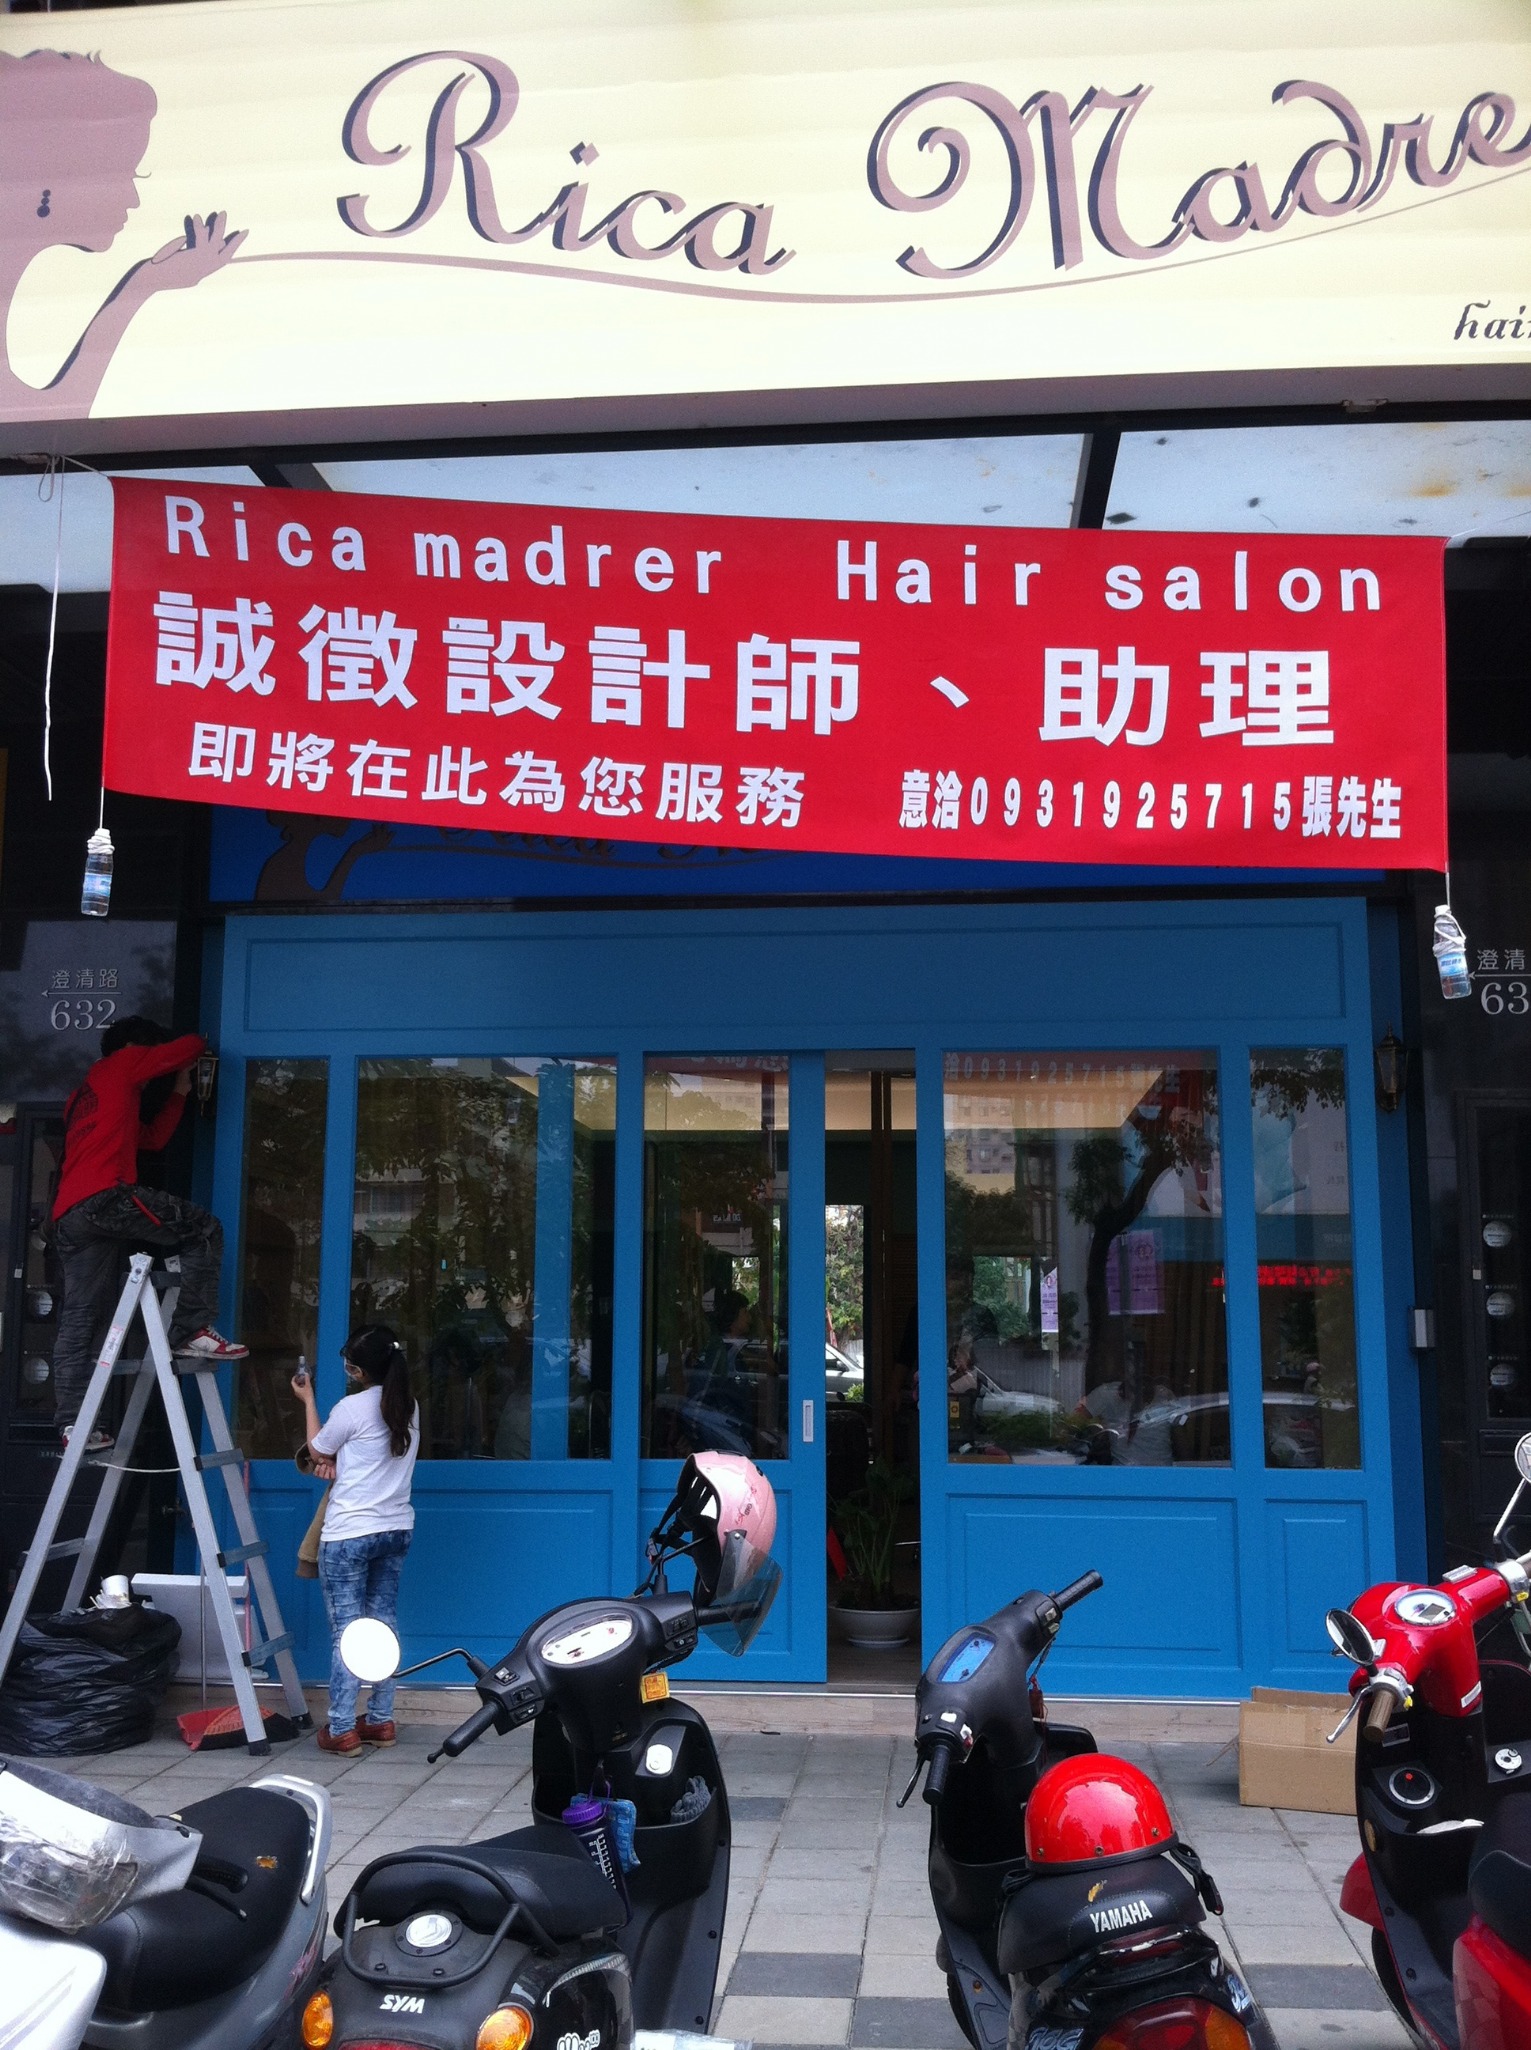 Rica Madre
Rica madrer Hair salon
誠徵設計師、助理
即將在此為您服務 意洽0931925715張先生
澄清路
632
澄清
YAMAHA
SYM